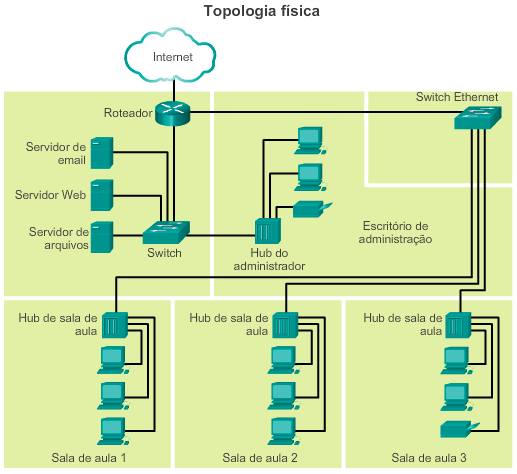 Topologia física
Internet
Switch Ethernet
Roteador
Servidor de
email
Servidor Web
Servidor de
arquivos
Switch
Hub do
administrador
Escritório de
administração
Hub de sala de
aula
Hub de sala de
aula
Hub de sala de
aula
Sala de aula 1
Sala de aula 2
Sala de aula 3